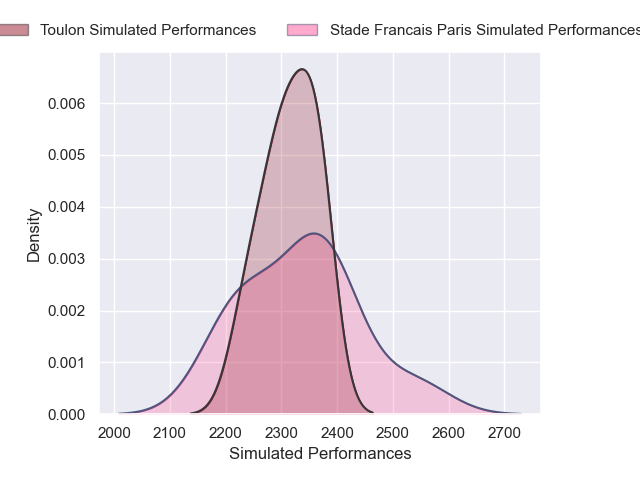 Toulon Simulated Performances
Stade Francais Paris Simulated Performances
0.006
0.005
0.004
0.003
0.002
0.001
0.000
Density
2000 2100 2200 2300 2400 2500 2600 2700
Simulated Performances